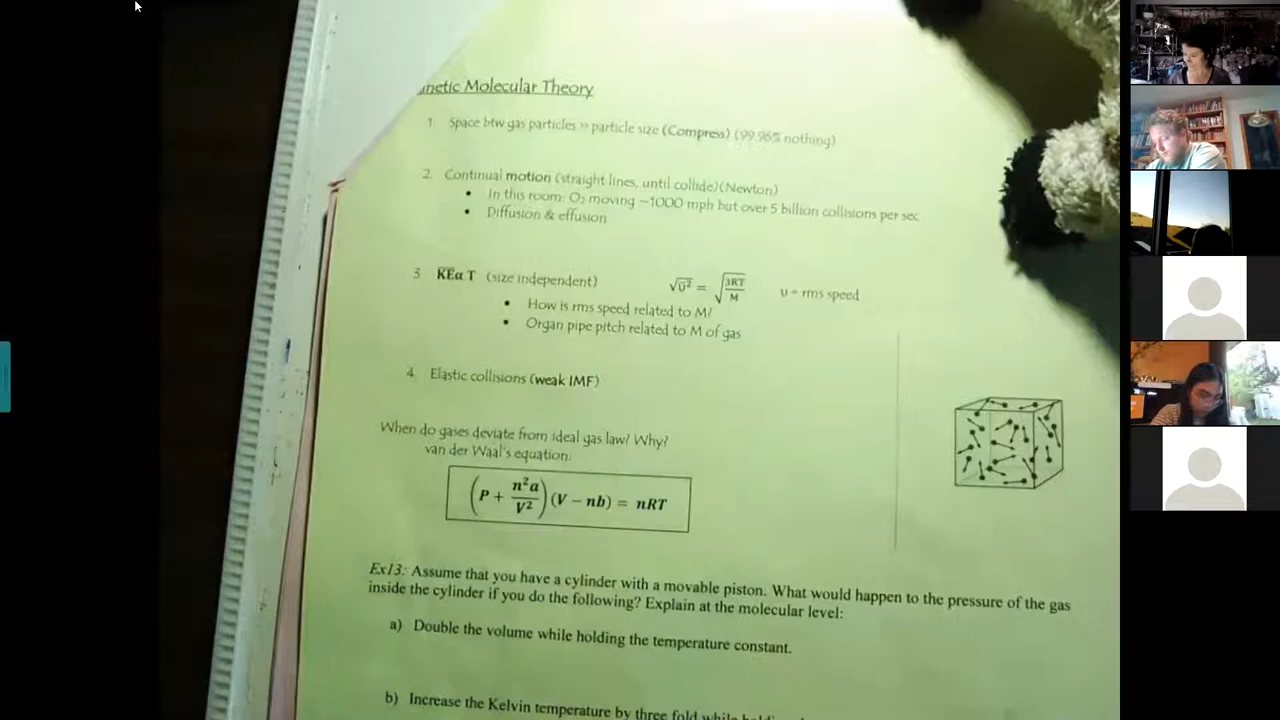 netic Molecular Theory
1. Space btw gas particles >> particle size (Compress) (99.96% nothing)
2. Continual motion (straight lines, until collide)(Newton)
• In this room: O₂ moving ~1000 mph but over 5 billion collisions per sec
• Diffusion & effusion
3. K̅E̅α T (size independent) √u̅² = √(3RT/M) u = rms speed
• How is rms speed related to M?
• Organ pipe pitch related to M of gas
4. Elastic collisions (weak IMF)
When do gases deviate from ideal gas law? Why?
van der Waal's equation:
(P + n²a/V²)(V − nb) = nRT
Ex13: Assume that you have a cylinder with a movable piston. What would happen to the pressure of the gas
inside the cylinder if you do the following? Explain at the molecular level:
a) Double the volume while holding the temperature constant.
b) Increase the Kelvin temperature by three fold while